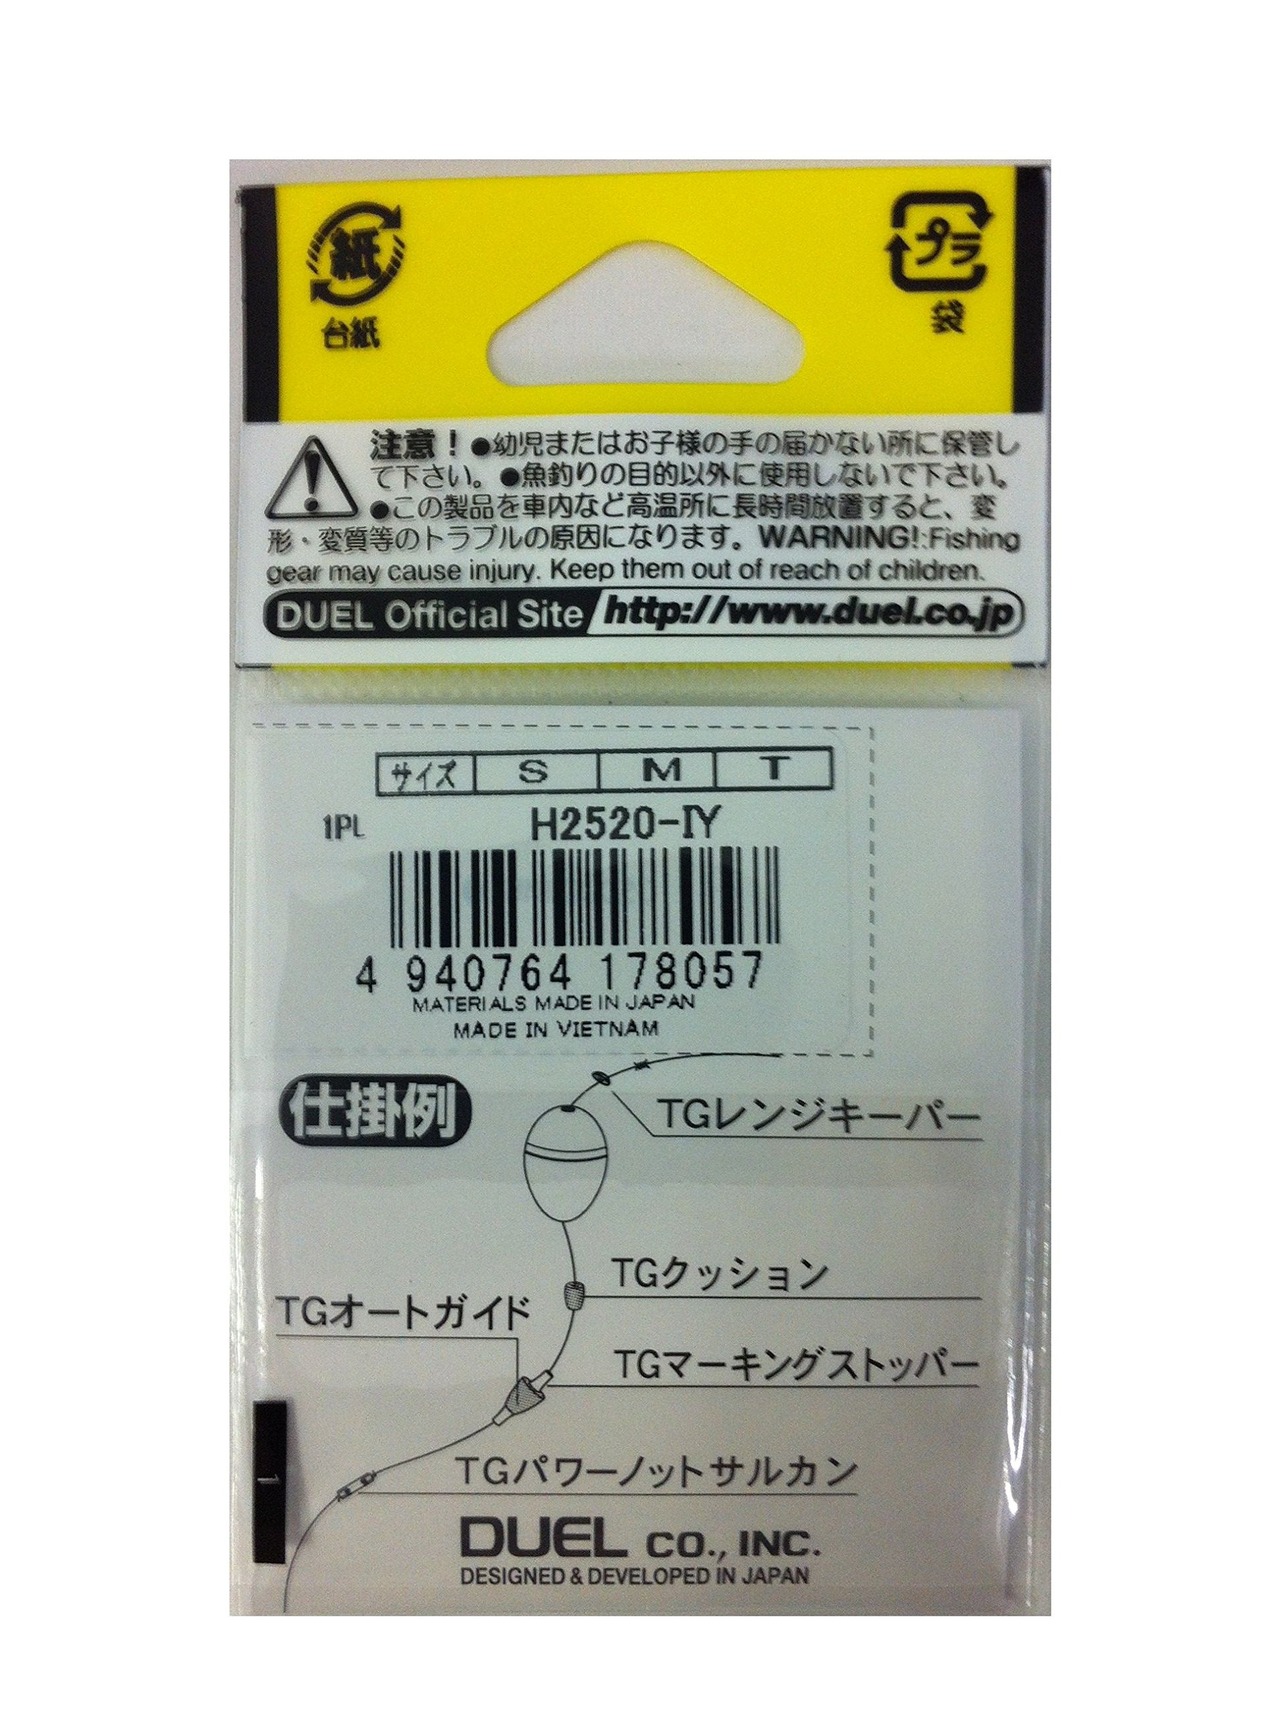 紙
台紙
プラ
袋
注意！●幼児またはお子様の手の届かない所に保管し
て下さい。●魚釣りの目的以外に使用しないで下さい。
●この製品を車内など高温所に長時間放置すると、変
形・変質等のトラブルの原因になります。WARNING!:Fishing
gear may cause injury. Keep them out of reach of children.
DUEL Official Site http://www.duel.co.jp
サイズ S M T
1PL H2520-IY
4 940764 178057
MATERIALS MADE IN JAPAN
MADE IN VIETNAM
仕掛例
TGレンジキーパー
TGクッション
TGオートガイド
TGマーキングストッパー
TGパワーノットサルカン
1
DUEL CO., INC.
DESIGNED & DEVELOPED IN JAPAN